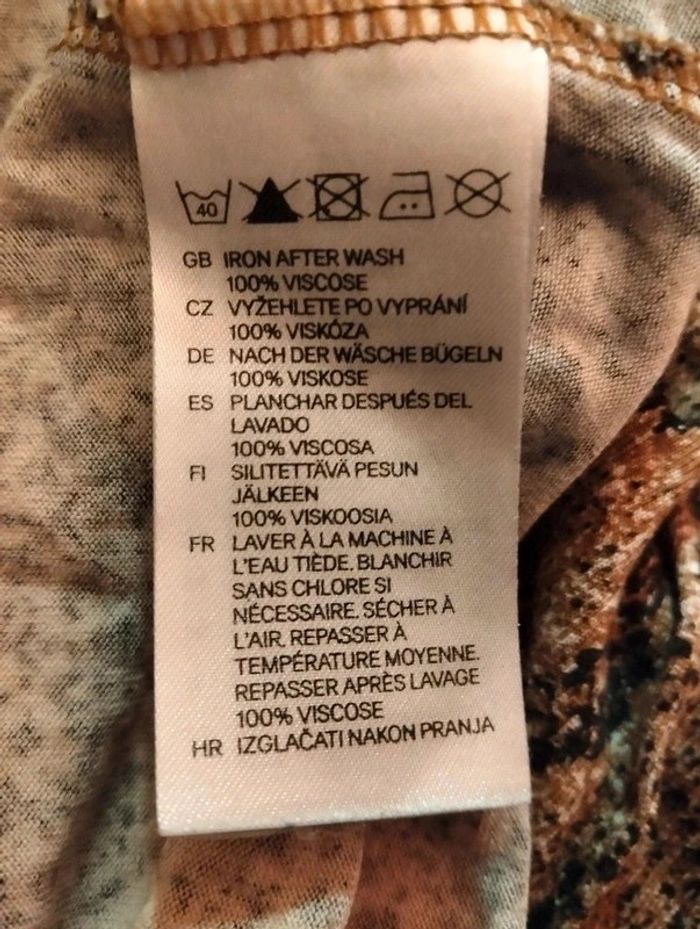 40
GB IRON AFTER WASH
100% VISCOSE
CZ VYŽEHLETE PO VYPRÁNÍ
100% VISKÓZA
DE NACH DER WÄSCHE BÜGELN
100% VISKOSE
ES PLANCHAR DESPUÉS DEL
LAVADO
100% VISCOSA
FI SILITETTÄVÄ PESUN
JÄLKEEN
100% VISKOOSIA
FR LAVER À LA MACHINE À
L'EAU TIÈDE. BLANCHIR
SANS CHLORE SI
NÉCESSAIRE. SÉCHER À
L'AIR. REPASSER À
TEMPÉRATURE MOYENNE.
REPASSER APRÈS LAVAGE
100% VISCOSE
HR IZGLAČATI NAKON PRANJA